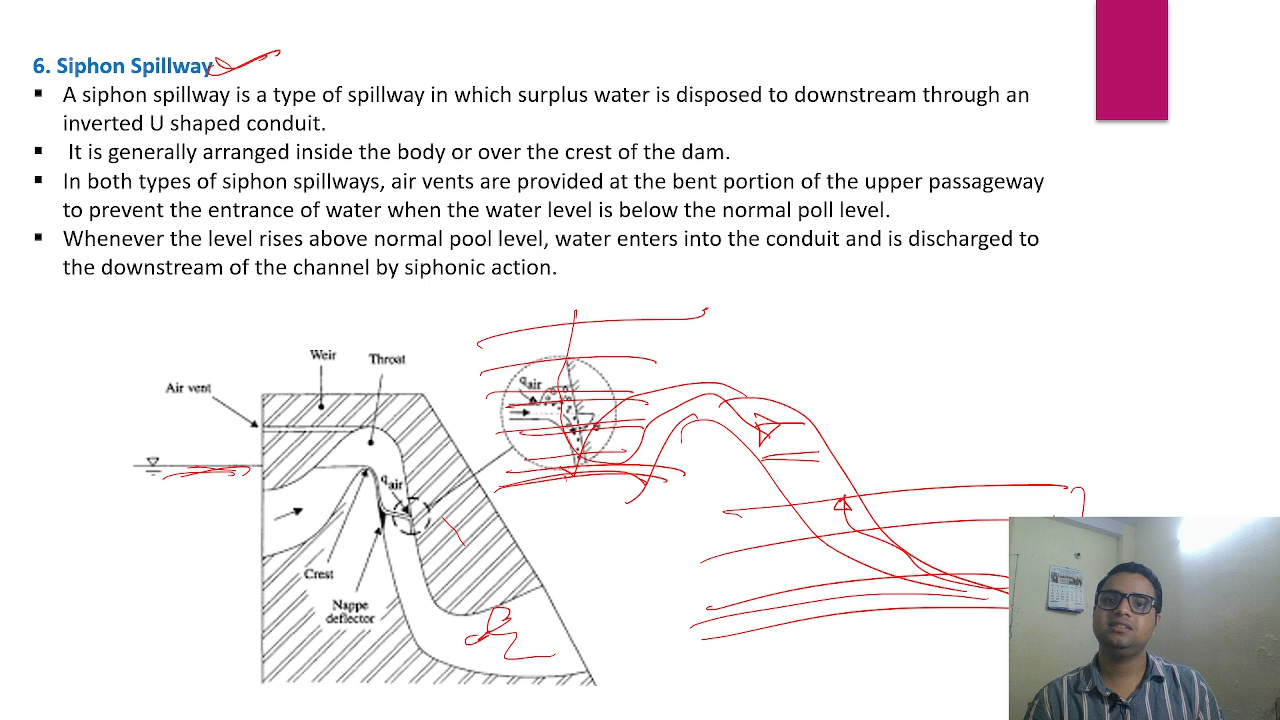 6. Siphon Spillway
▪ A siphon spillway is a type of spillway in which surplus water is disposed to downstream through an
inverted U shaped conduit.
▪ It is generally arranged inside the body or over the crest of the dam.
▪ In both types of siphon spillways, air vents are provided at the bent portion of the upper passageway
to prevent the entrance of water when the water level is below the normal poll level.
▪ Whenever the level rises above normal pool level, water enters into the conduit and is discharged to
the downstream of the channel by siphonic action.
Weir
Throat
Air vent
qair
qair
Crest
Nappe
deflector